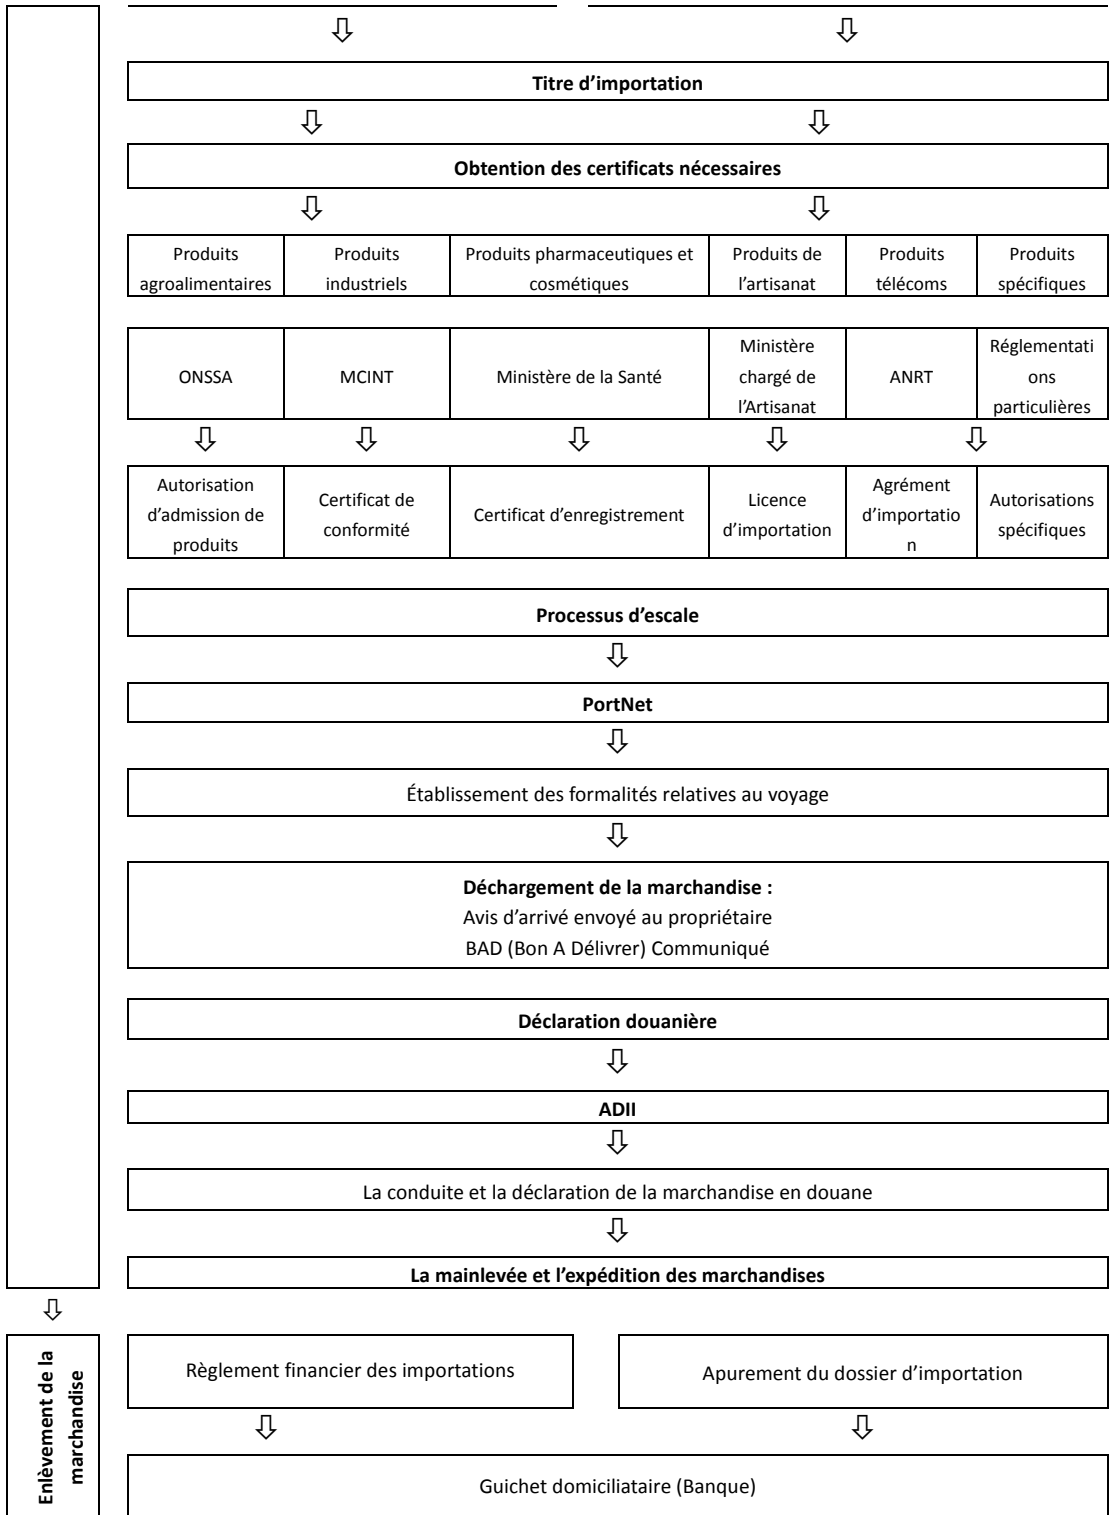 Titre d'importation
Obtention des certificats nécessaires
Produits
agroalimentaires
Produits
industriels
Produits pharmaceutiques et
cosmétiques
Produits de
l'artisanat
Produits
télécoms
Produits
spécifiques
ONSSA
MCINT
Ministère de la Santé
Ministère
chargé de
l'Artisanat
ANRT
Réglementati
ons
particulières
Autorisation
d'admission de
produits
Certificat de
conformité
Certificat d'enregistrement
Licence
d'importation
Agrément
d'importatio
n
Autorisations
spécifiques
Processus d'escale
PortNet
Établissement des formalités relatives au voyage
Déchargement de la marchandise :
Avis d'arrivé envoyé au propriétaire
BAD (Bon A Délivrer) Communiqué
Déclaration douanière
ADII
La conduite et la déclaration de la marchandise en douane
La mainlevée et l'expédition des marchandises
Enlèvement de la
marchandise
Règlement financier des importations
Apurement du dossier d'importation
Guichet domiciliataire (Banque)